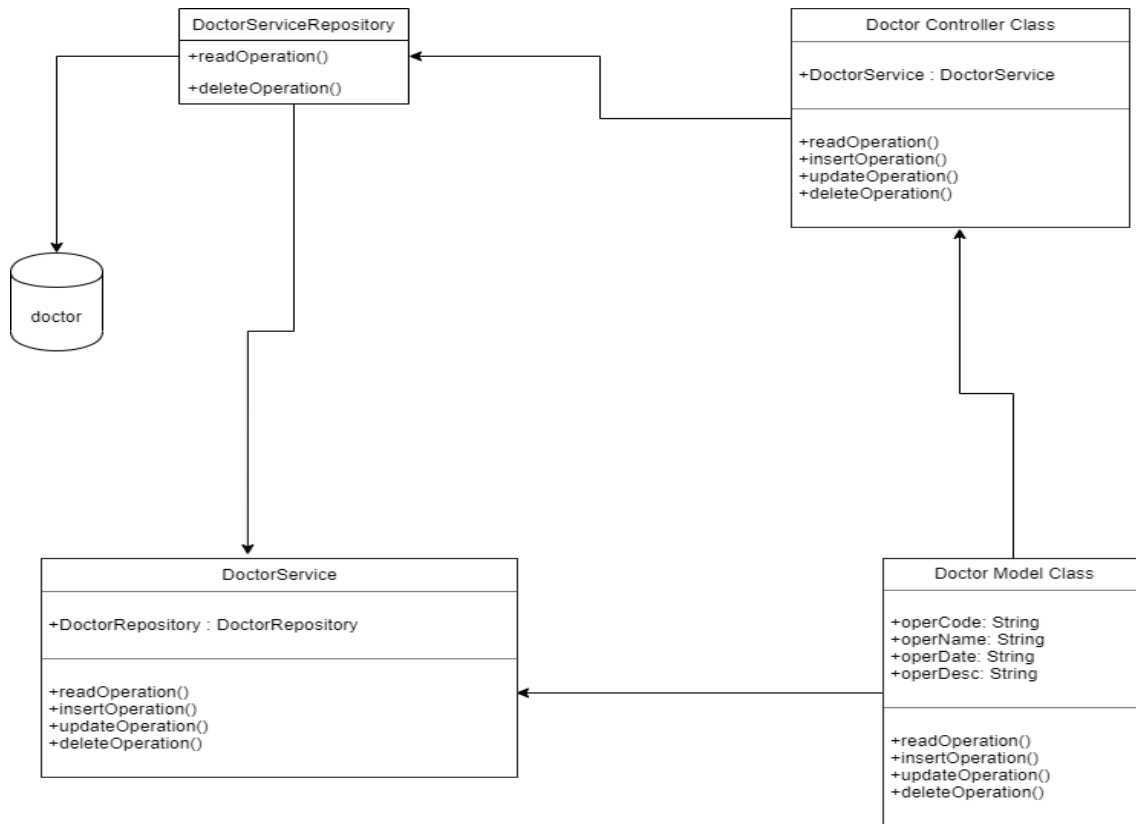 DoctorServiceRepository
+readOperation()
+deleteOperation()
Doctor Controller Class
+DoctorService : DoctorService
+readOperation()
+insertOperation()
+updateOperation()
+deleteOperation()
doctor
DoctorService
+DoctorRepository : DoctorRepository
+readOperation()
+insertOperation()
+updateOperation()
+deleteOperation()
Doctor Model Class
+operCode: String
+operName: String
+operDate: String
+operDesc: String
+readOperation()
+insertOperation()
+updateOperation()
+deleteOperation()